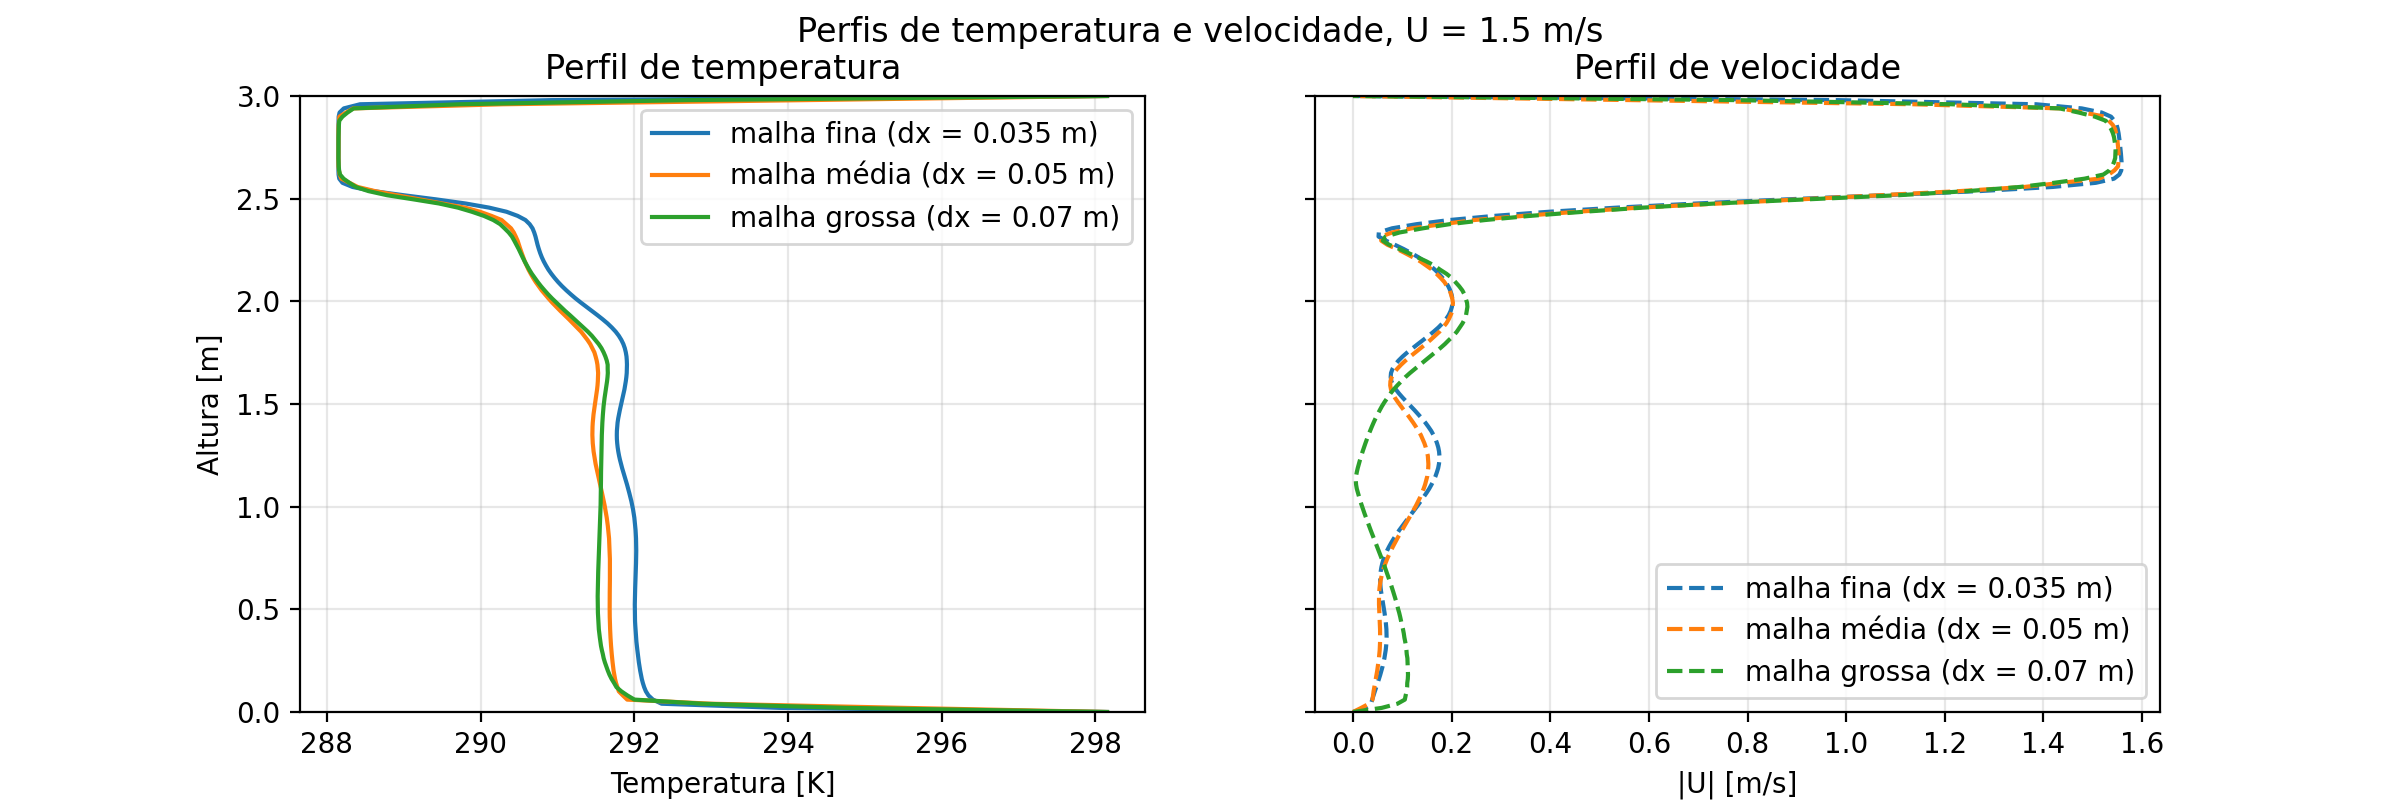 Perfis de temperatura e velocidade, U = 1.5 m/s
Perfil de temperatura
malha fina (dx = 0.035 m)
malha média (dx = 0.05 m)
malha grossa (dx = 0.07 m)
Altura [m]
3.0
2.5
2.0
1.5
1.0
0.5
0.0
288 290 292 294 296 298
Temperatura [K]
Perfil de velocidade
malha fina (dx = 0.035 m)
malha média (dx = 0.05 m)
malha grossa (dx = 0.07 m)
0.0 0.2 0.4 0.6 0.8 1.0 1.2 1.4 1.6
|U| [m/s]